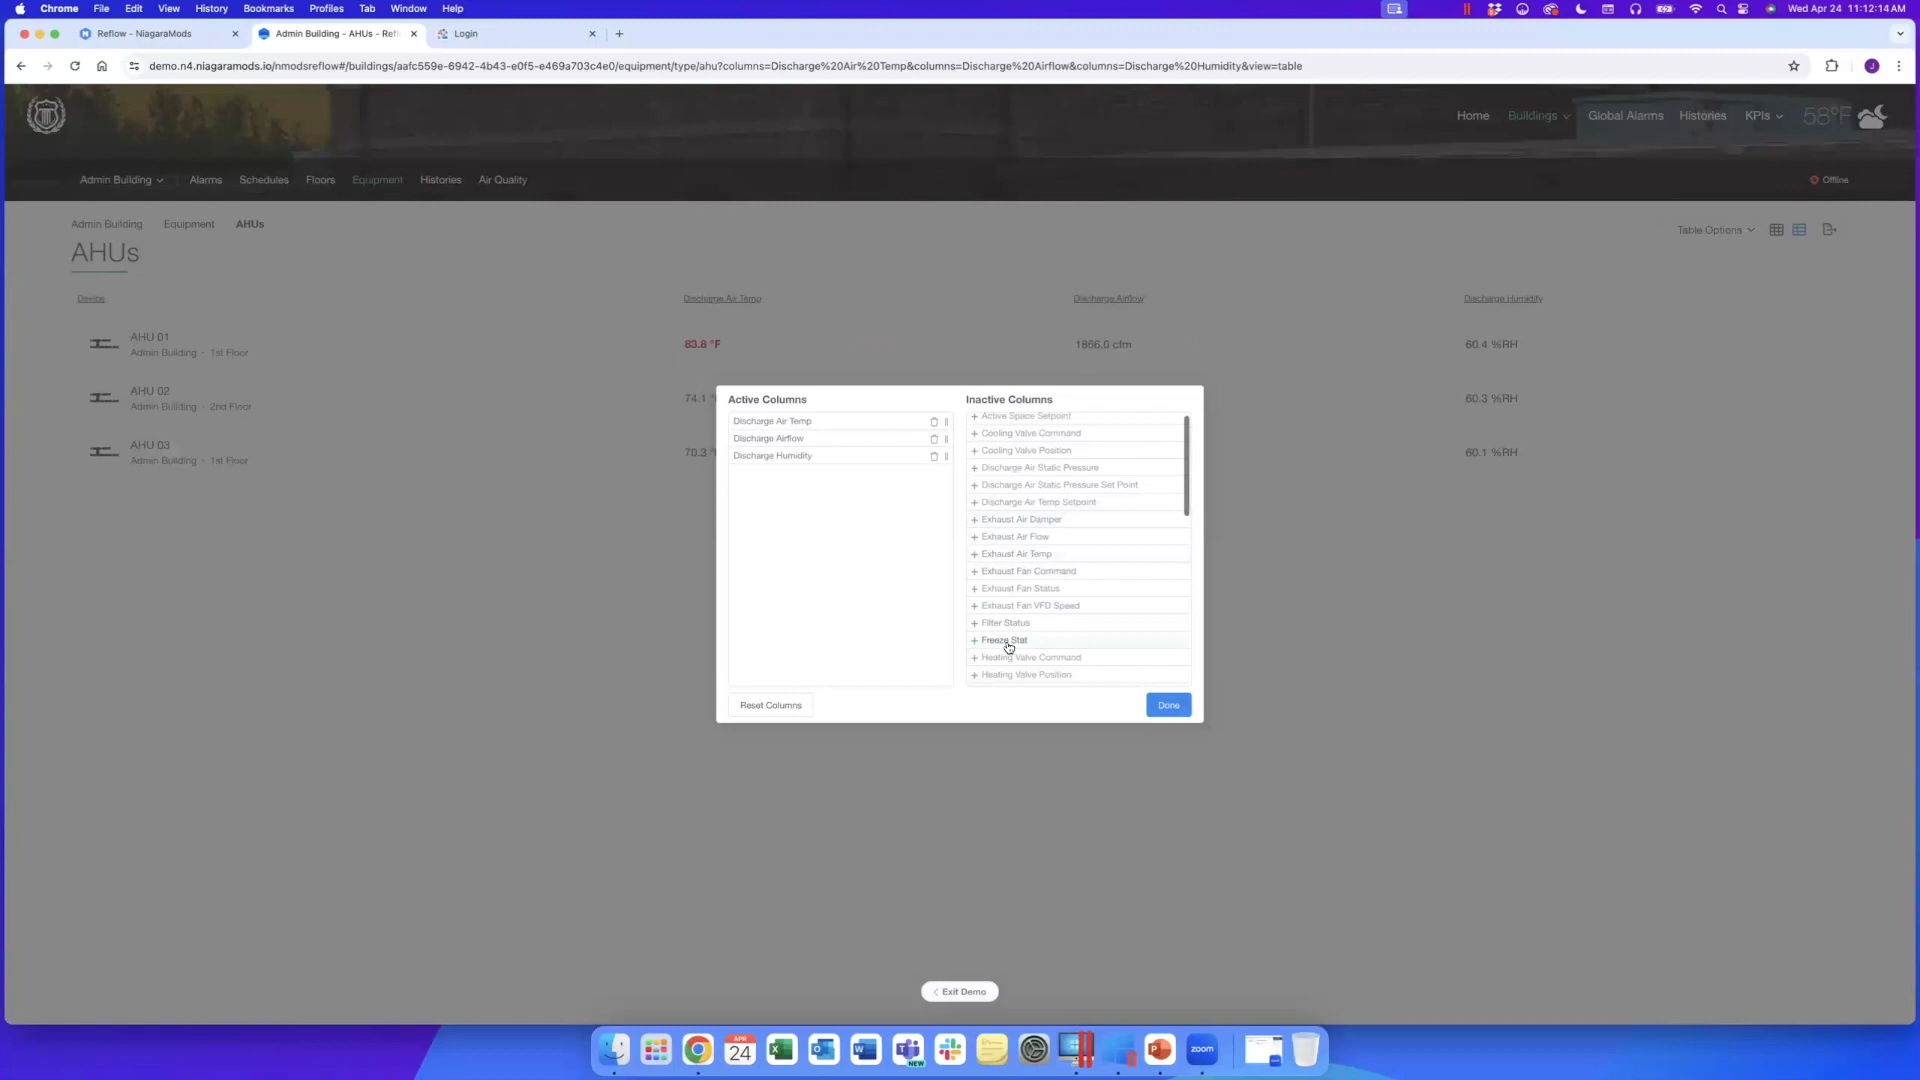 Chrome File Edit View History Bookmarks Profiles Tab Window Help Wed Apr 24 11:12:14 AM
Reflow - NiagaraMods Admin Building - AHUs - Refl Login
demo.n4.niagaramods.io/nmodsreflow#/buildings/aafc559e-6942-4b43-e0f5-e469a703c4e0/equipment/type/ahu?columns=Discharge%20Air%20Temp&columns=Discharge%20Airflow&columns=Discharge%20Humidity&view=table
Home Buildings Global Alarms Histories KPIs 58°F
Admin Building Alarms Schedules Floors Equipment Histories Air Quality Offline
Admin Building Equipment AHUs
Table Options
AHUs
Device Discharge Air Temp Discharge Airflow Discharge Humidity
AHU 01
Admin Building · 1st Floor
83.8 °F 1866.0 cfm 60.4 %RH
AHU 02
Admin Building · 2nd Floor
74.1 60.3 %RH
AHU 03
Admin Building · 1st Floor
70.3 60.1 %RH
Active Columns
Discharge Air Temp
Discharge Airflow
Discharge Humidity
Reset Columns
Inactive Columns
+ Active Space Setpoint
+ Cooling Valve Command
+ Cooling Valve Position
+ Discharge Air Static Pressure
+ Discharge Air Static Pressure Set Point
+ Discharge Air Temp Setpoint
+ Exhaust Air Damper
+ Exhaust Air Flow
+ Exhaust Air Temp
+ Exhaust Fan Command
+ Exhaust Fan Status
+ Exhaust Fan VFD Speed
+ Filter Status
+ Freeze Stat
+ Heating Valve Command
+ Heating Valve Position
Done
Exit Demo
APR
24
NEW
zoom